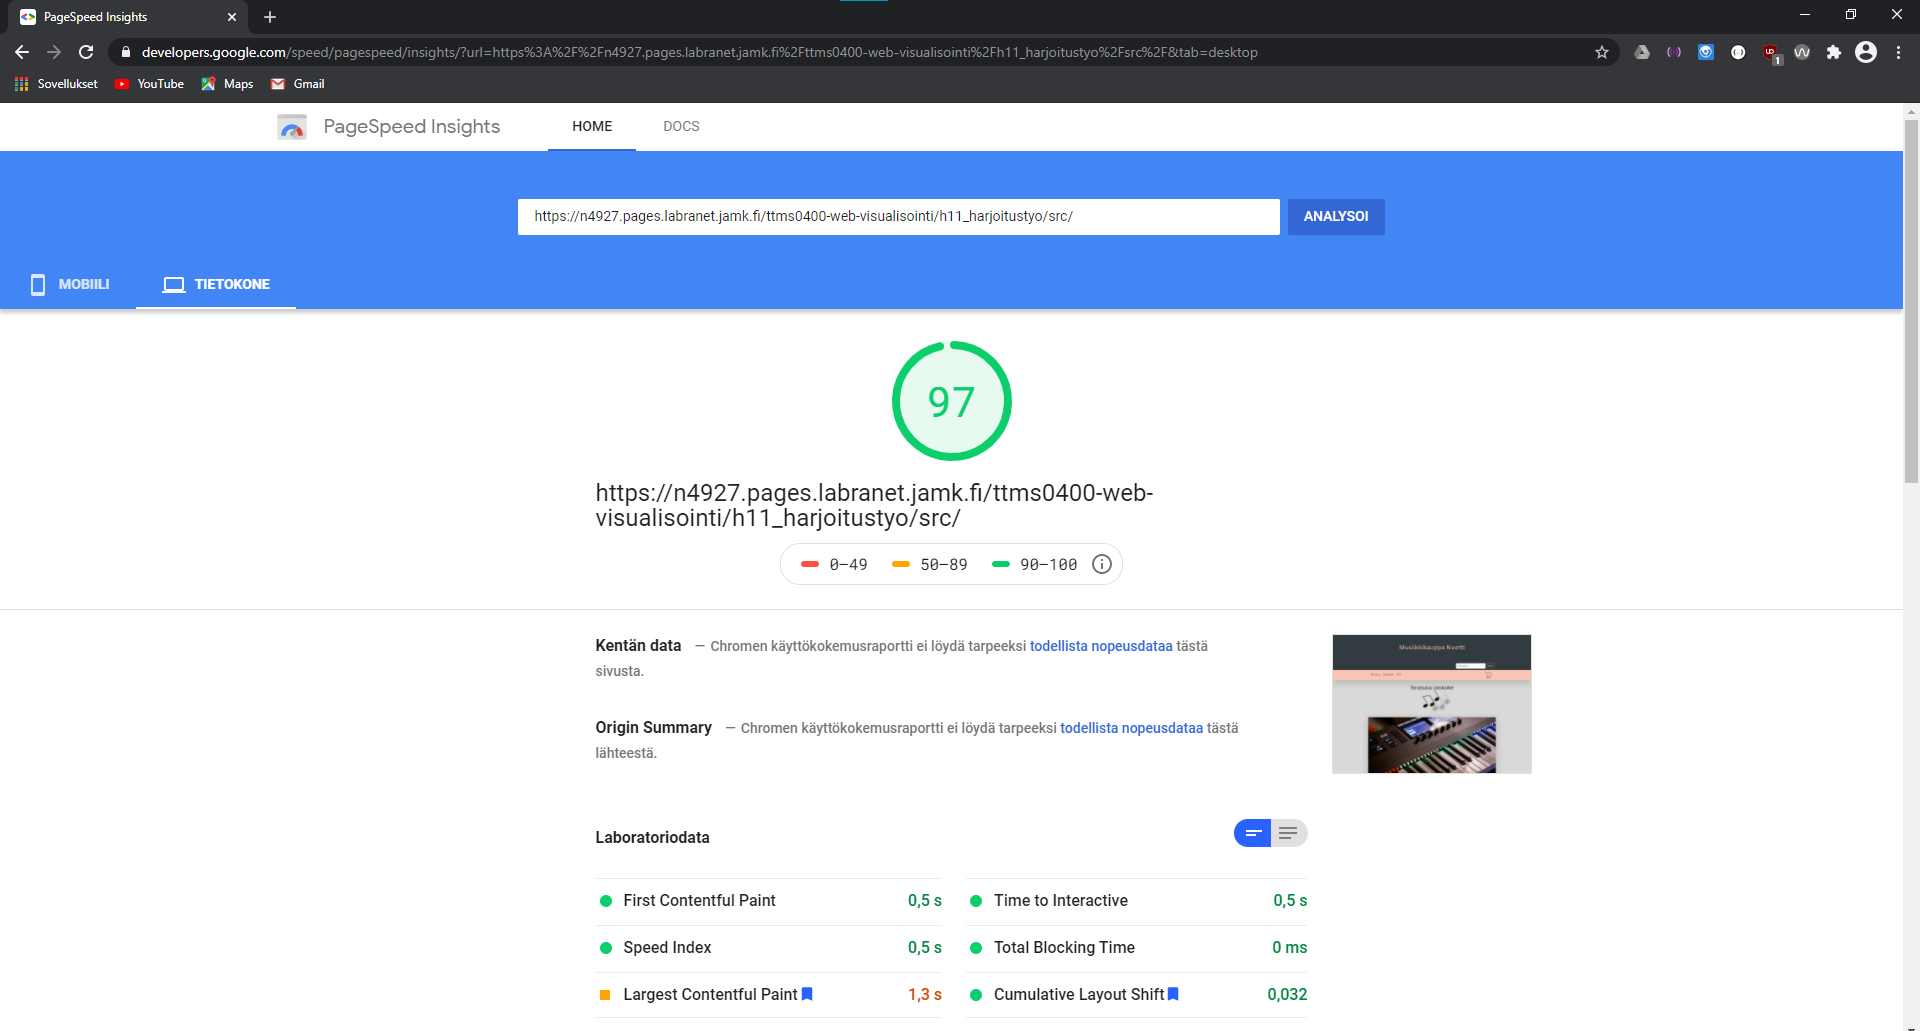 PageSpeed Insights
developers.google.com/speed/pagespeed/insights/?url=https%3A%2F%2Fn4927.pages.labranet.jamk.fi%2Fttms0400-web-visualisointi%2Fh11_harjoitustyo%2Fsrc%2F&tab=desktop
1
Sovellukset YouTube Maps Gmail
PageSpeed Insights HOME DOCS
https://n4927.pages.labranet.jamk.fi/ttms0400-web-visualisointi/h11_harjoitustyo/src/ ANALYSOI
MOBIILI TIETOKONE
97
https://n4927.pages.labranet.jamk.fi/ttms0400-web-
visualisointi/h11_harjoitustyo/src/
0–49 50–89 90–100
Kentän data — Chromen käyttökokemusraportti ei löydä tarpeeksi todellista nopeusdataa tästä
sivusta.
Musiikkikauppa Nuotti
Origin Summary — Chromen käyttökokemusraportti ei löydä tarpeeksi todellista nopeusdataa tästä
lähteestä.
Laboratoriodata
First Contentful Paint 0,5 s
Time to Interactive 0,5 s
Speed Index 0,5 s
Total Blocking Time 0 ms
Largest Contentful Paint 1,3 s
Cumulative Layout Shift 0,032